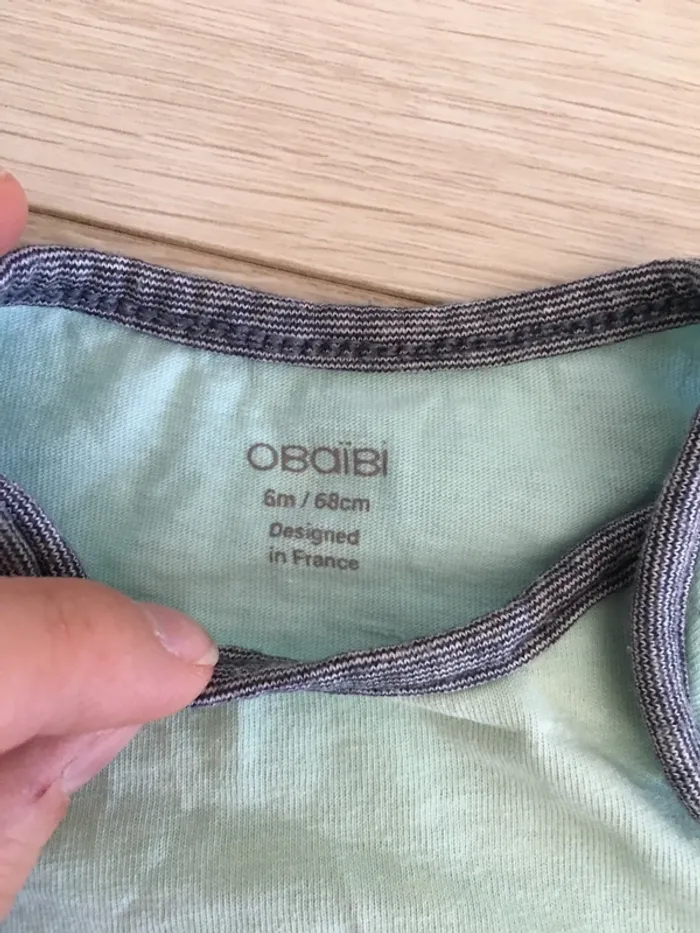 OBaïBi
6m / 68cm
Designed
in France